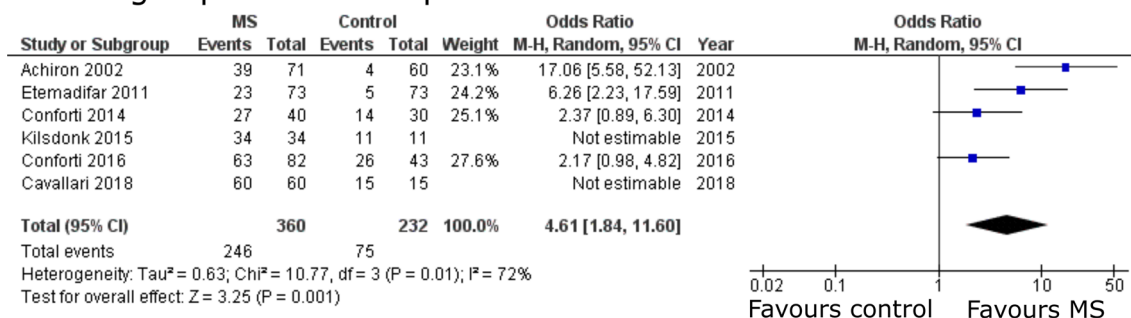 MS Control Odds Ratio Odds Ratio
Study or Subgroup Events Total Events Total Weight M-H, Random, 95% CI Year M-H, Random, 95% CI
Achiron 2002 39 71 4 60 23.1% 17.06 [5.58, 52.13] 2002
Etemadifar 2011 23 73 5 73 24.2% 6.26 [2.23, 17.59] 2011
Conforti 2014 27 40 14 30 25.1% 2.37 [0.89, 6.30] 2014
Kilsdonk 2015 34 34 11 11 Not estimable 2015
Conforti 2016 63 82 26 43 27.6% 2.17 [0.98, 4.82] 2016
Cavallari 2018 60 60 15 15 Not estimable 2018
Total (95% CI) 360 232 100.0% 4.61 [1.84, 11.60]
Total events 246 75
Heterogeneity: Tau² = 0.63; Chi² = 10.77, df = 3 (P = 0.01); I² = 72%
Test for overall effect: Z = 3.25 (P = 0.001)
0.02 0.1 1 10 50
Favours control Favours MS